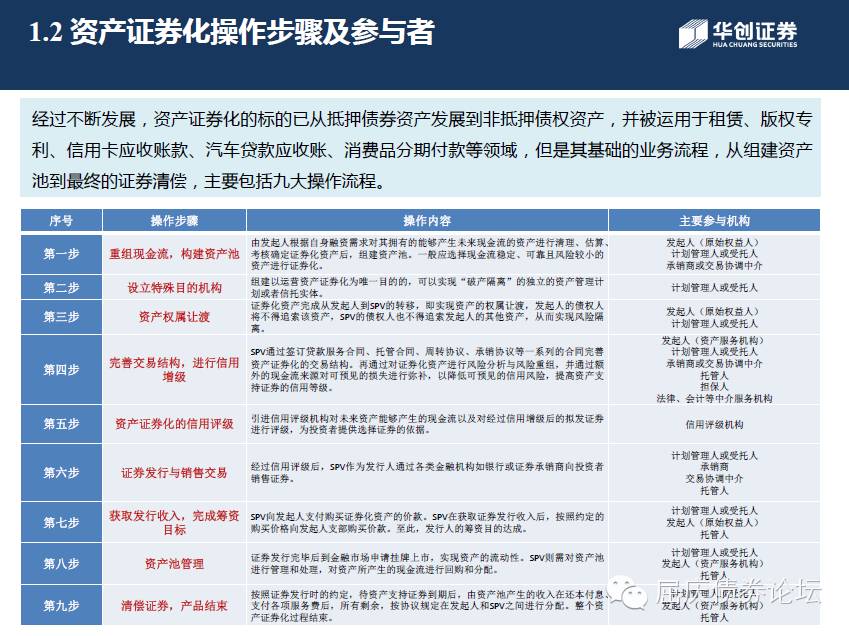 1.2 资产证券化操作步骤及参与者
华创证券
HUA CHUANG SECURITIES
经过不断发展，资产证券化的标的已从抵押债券资产发展到非抵押债权资产，并被运用于租赁、版权专
利、信用卡应收账款、汽车贷款应收账、消费品分期付款等领域，但是其基础的业务流程，从组建资产
池到最终的证券清偿，主要包括九大操作流程。
序号
操作步骤
操作内容
主要参与机构
第一步
重组现金流，构建资产池
由发起人根据自身融资需求对其拥有的能够产生未来现金流的资产进行清理、估算、
考核确定证券化资产后，组建资产池。一般应选择现金流稳定、可靠且风险较小的
资产进行证券化。
发起人（原始权益人）
计划管理人或受托人
承销商或交易协调中介
第二步
设立特殊目的机构
组建以运营资产证券化为唯一目的的，可以实现“破产隔离”的独立的资产管理计
划或者信托实体。
计划管理人或受托人
第三步
资产权属让渡
证券化资产完成从发起人到SPV的转移，即实现资产的权属让渡，发起人的债权人
将不得追索该资产，SPV的债权人也不得追索发起人的其他资产，从而实现风险隔
离。
发起人（原始权益人）
计划管理人或受托人
第四步
完善交易结构，进行信用
增级
SPV通过签订贷款服务合同、托管合同、周转协议、承销协议等一系列的合同完善
资产证券化的交易结构。再通过对证券化资产进行风险分析与风险重组，并通过额
外的现金流来源对可预见的损失进行弥补，以降低可预见的信用风险，提高资产支
持证券的信用等级。
发起人（资产服务机构）
计划管理人或受托人
承销商或交易协调中介
托管人
担保人
法律、会计等中介服务机构
第五步
资产证券化的信用评级
引进信用评级机构对未来资产能够产生的现金流以及对经过信用增级后的拟发证券
进行评级，为投资者提供选择证券的依据。
信用评级机构
第六步
证券发行与销售交易
经过信用评级后，SPV作为发行人通过各类金融机构如银行或证券承销商向投资者
销售证券。
计划管理人或受托人
承销商
交易协调中介
托管人
第七步
获取发行收入，完成筹资
目标
SPV向发起人支付购买证券化资产的价款。SPV在获取证券发行收入后，按照约定的
购买价格向发起人支部购买价款。至此，发行人的筹资目的达成。
计划管理人或受托人
发起人（原始权益人）
托管人
第八步
资产池管理
证券发行完毕后到金融市场申请挂牌上市，实现资产的流动性。SPV则需对资产池
进行管理和处理，对资产所产生的现金流进行回购和分配。
计划管理人或受托人
发起人（资产服务机构）
托管人
第九步
清偿证券，产品结束
按照证券发行时的约定，待资产支持证券到期后，由资产池产生的收入在还本付息、
支付各项服务费后，所有剩余，按协议规定在发起人和SPV之间进行分配。整个资
产证券化过程结束。
计划管理人或受托人
发起人（资产服务机构）
托管人
屈庆债券论坛